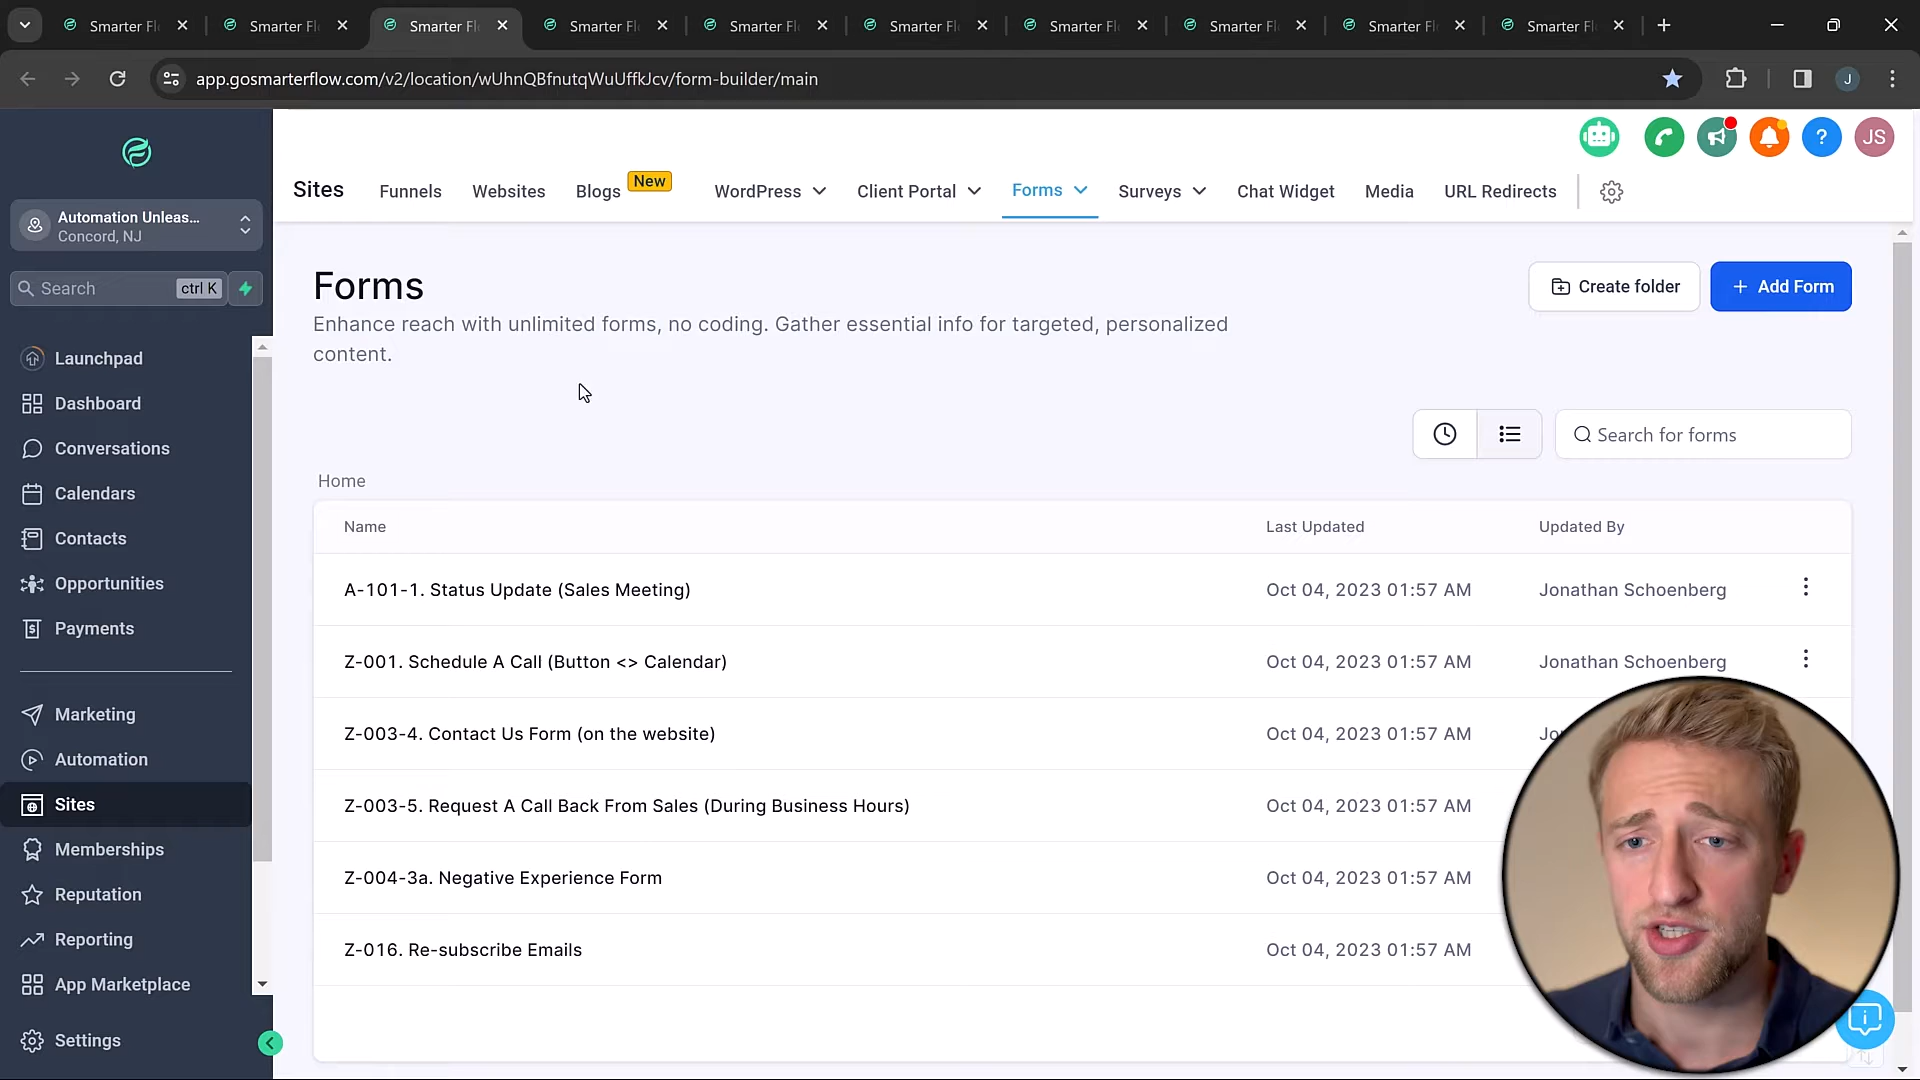 Smarter Fl
Smarter Fl
Smarter Fl
Smarter Fl
Smarter Fl
Smarter Fl
Smarter Fl
Smarter Fl
Smarter Fl
Smarter Fl
app.gosmarterflow.com/v2/location/wUhnQBfnutqWuUffkJcv/form-builder/main
J
JS
Sites
Funnels
Websites
Blogs
New
WordPress
Client Portal
Forms
Surveys
Chat Widget
Media
URL Redirects
Automation Unleas...
Concord, NJ
Search
ctrl K
Launchpad
Dashboard
Conversations
Calendars
Contacts
Opportunities
Payments
Marketing
Automation
Sites
Memberships
Reputation
Reporting
App Marketplace
Settings
Forms
Enhance reach with unlimited forms, no coding. Gather essential info for targeted, personalized
content.
Create folder
+ Add Form
Search for forms
Home
Name Last Updated Updated By
A-101-1. Status Update (Sales Meeting) Oct 04, 2023 01:57 AM Jonathan Schoenberg
Z-001. Schedule A Call (Button <> Calendar) Oct 04, 2023 01:57 AM Jonathan Schoenberg
Z-003-4. Contact Us Form (on the website) Oct 04, 2023 01:57 AM
Z-003-5. Request A Call Back From Sales (During Business Hours) Oct 04, 2023 01:57 AM
Z-004-3a. Negative Experience Form Oct 04, 2023 01:57 AM
Z-016. Re-subscribe Emails Oct 04, 2023 01:57 AM